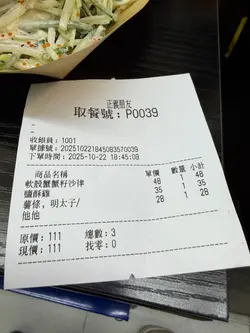 正義朋友
取餐號：P0039
-
-
收銀員：1001
單據號：20251022184508357​0039
下單時間：2025-10-22 18:45:08
商品名稱 單價 數量 小計
軟殼蟹蟹籽沙律 48 1 48
鹽酥雞 35 1 35
薯條，明太子/ 28 1 28
他他
原價：111 總數：3
現價：111 找零：0